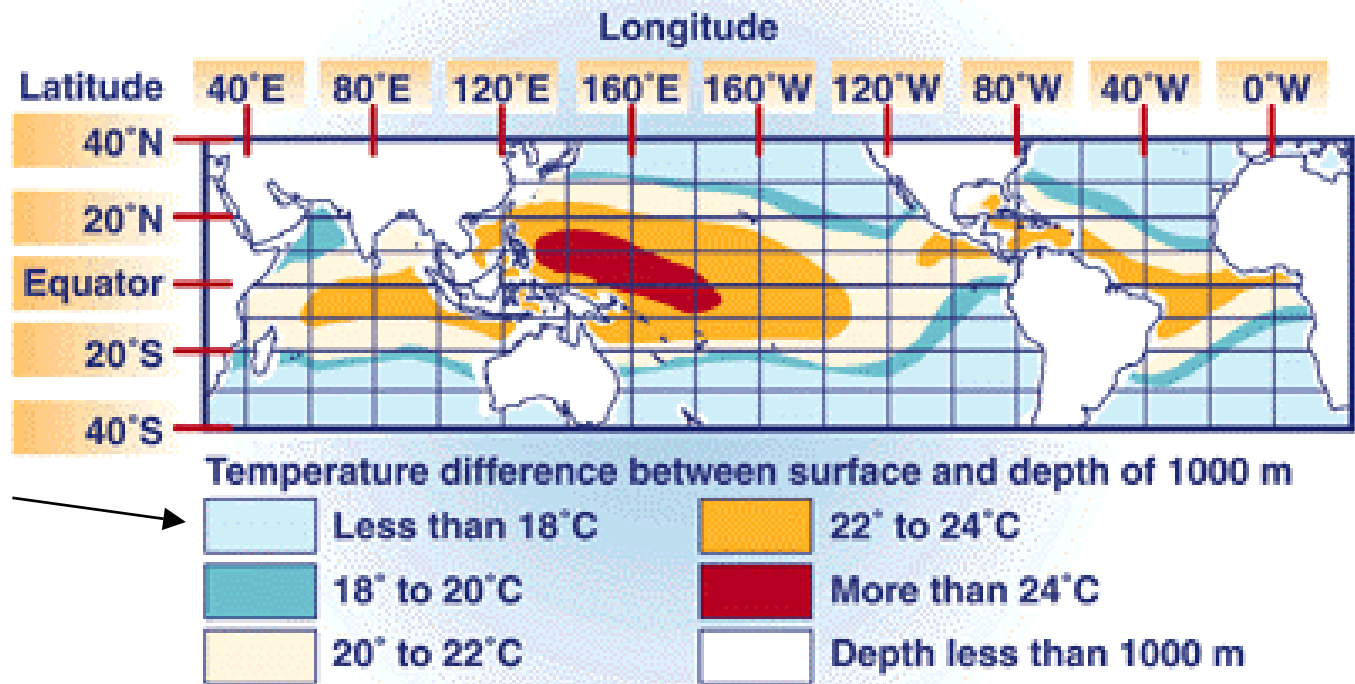 Longitude
Latitude 40°E 80°E 120°E 160°E 160°W 120°W 80°W 40°W 0°W
40°N
20°N
Equator
20°S
40°S
Temperature difference between surface and depth of 1000 m
Less than 18°C 22° to 24°C
18° to 20°C More than 24°C
20° to 22°C Depth less than 1000 m